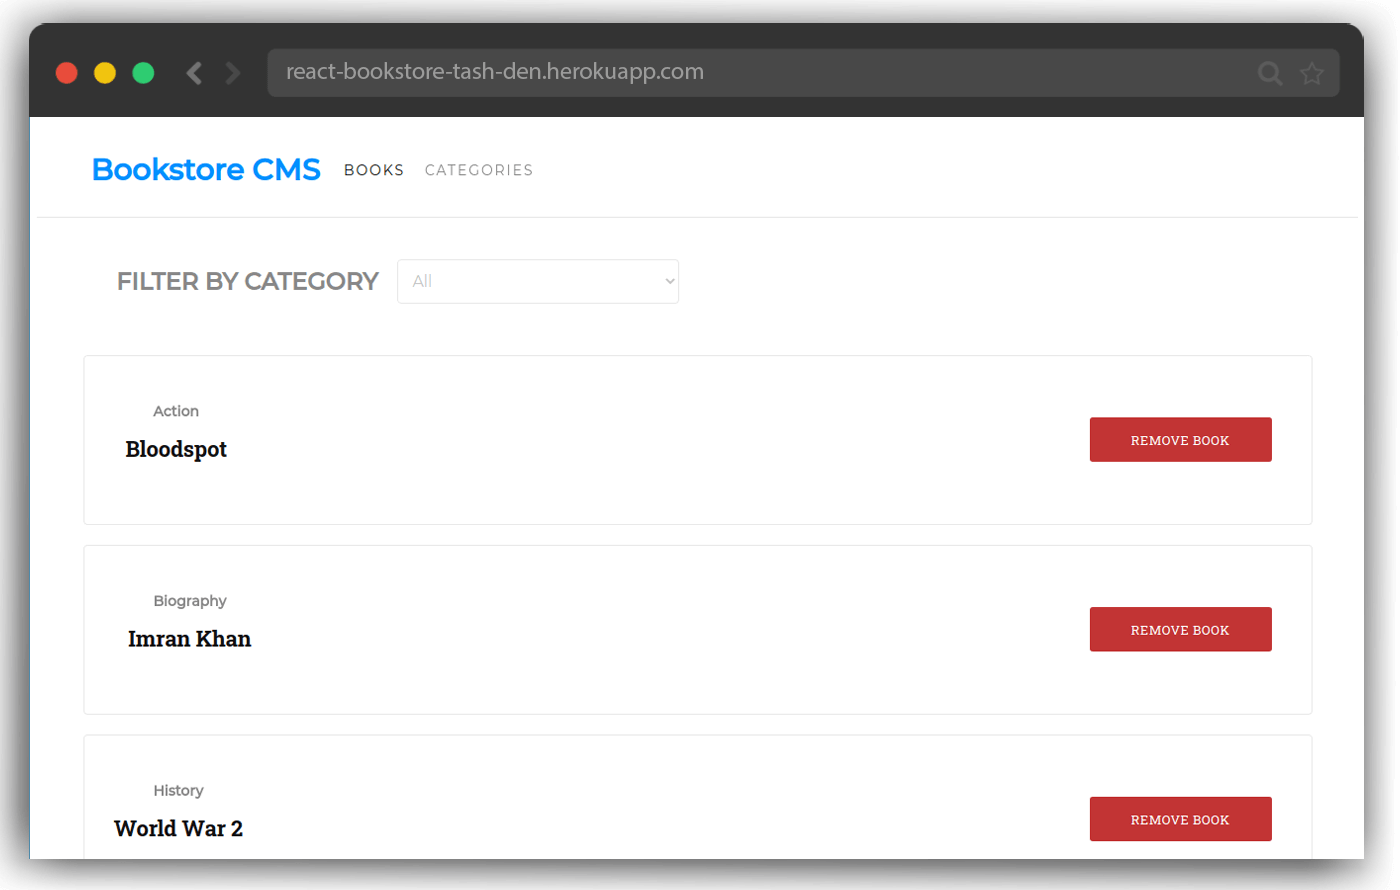 react-bookstore-tash-den.herokuapp.com
Bookstore CMS BOOKS CATEGORIES
FILTER BY CATEGORY All
Action
Bloodspot
REMOVE BOOK
Biography
Imran Khan
REMOVE BOOK
History
World War 2
REMOVE BOOK